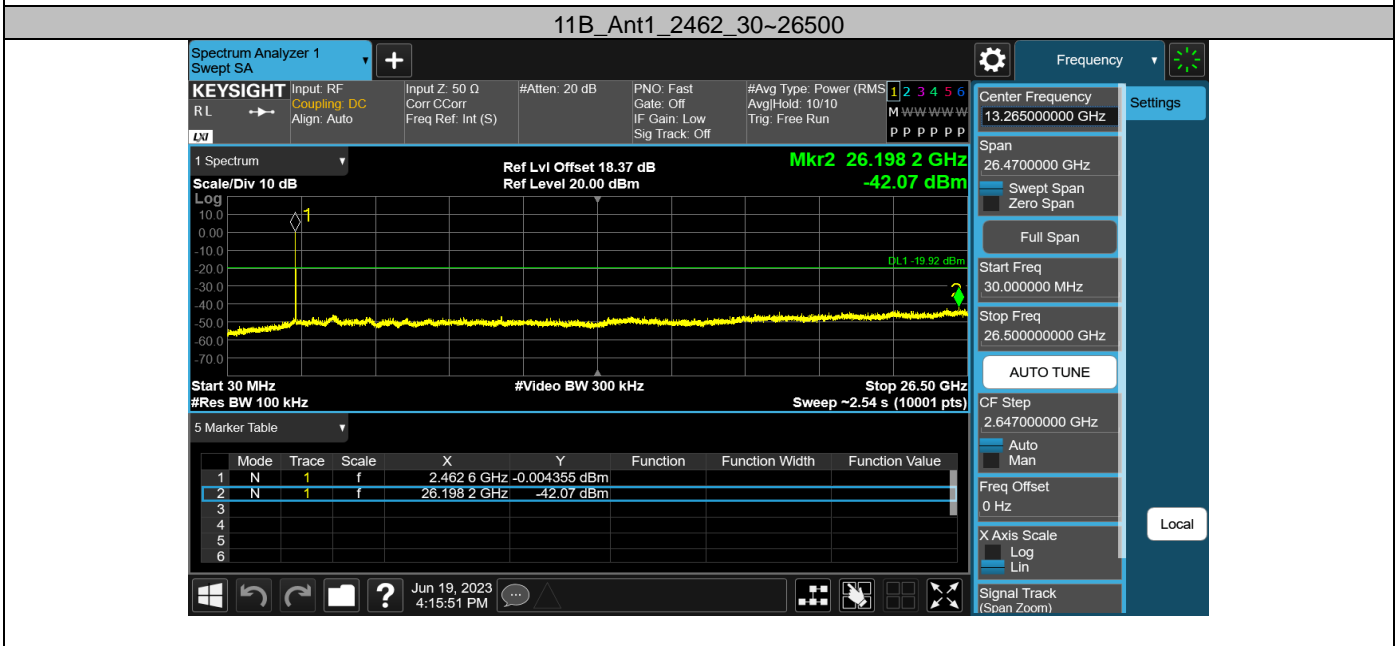 11B_Ant1_2462_30~26500
Spectrum Analyzer 1
Swept SA
+
Frequency
KEYSIGHT
R L
LXI
Input: RF
Coupling: DC
Align: Auto
Input Z: 50 Ω
Corr CCorr
Freq Ref: Int (S)
#Atten: 20 dB
PNO: Fast
Gate: Off
IF Gain: Low
Sig Track: Off
#Avg Type: Power (RMS
Avg|Hold: 10/10
Trig: Free Run
1 2 3 4 5 6
M W W W W W
P P P P P P
1 Spectrum
Scale/Div 10 dB
Ref Lvl Offset 18.37 dB
Ref Level 20.00 dBm
Mkr2 26.198 2 GHz
-42.07 dBm
Log
10.0
0.00
-10.0
-20.0
-30.0
-40.0
-50.0
-60.0
-70.0
1
DL1 -19.92 dBm
2
Start 30 MHz
#Video BW 300 kHz
Stop 26.50 GHz
#Res BW 100 kHz
Sweep ~2.54 s (10001 pts)
5 Marker Table
Mode Trace Scale X Y Function Function Width Function Value
1 N 1 f 2.462 6 GHz -0.004355 dBm
2 N 1 f 26.198 2 GHz -42.07 dBm
3
4
5
6
?
Jun 19, 2023
4:15:51 PM
Center Frequency
13.265000000 GHz
Settings
Span
26.4700000 GHz
Swept Span
Zero Span
Full Span
Start Freq
30.000000 MHz
Stop Freq
26.500000000 GHz
AUTO TUNE
CF Step
2.647000000 GHz
Auto
Man
Freq Offset
0 Hz
Local
X Axis Scale
Log
Lin
Signal Track
(Span Zoom)